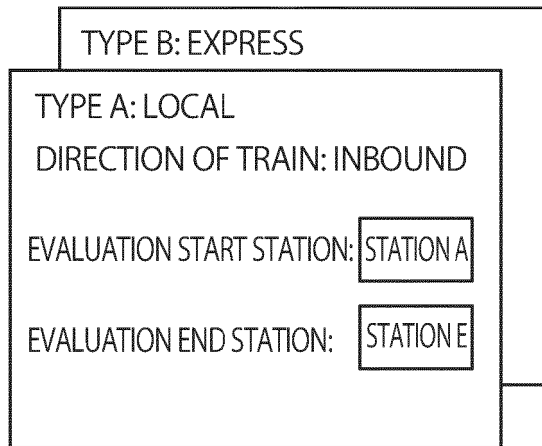 TYPE B: EXPRESS
TYPE A: LOCAL
DIRECTION OF TRAIN: INBOUND
EVALUATION START STATION: STATION A
EVALUATION END STATION: STATION E